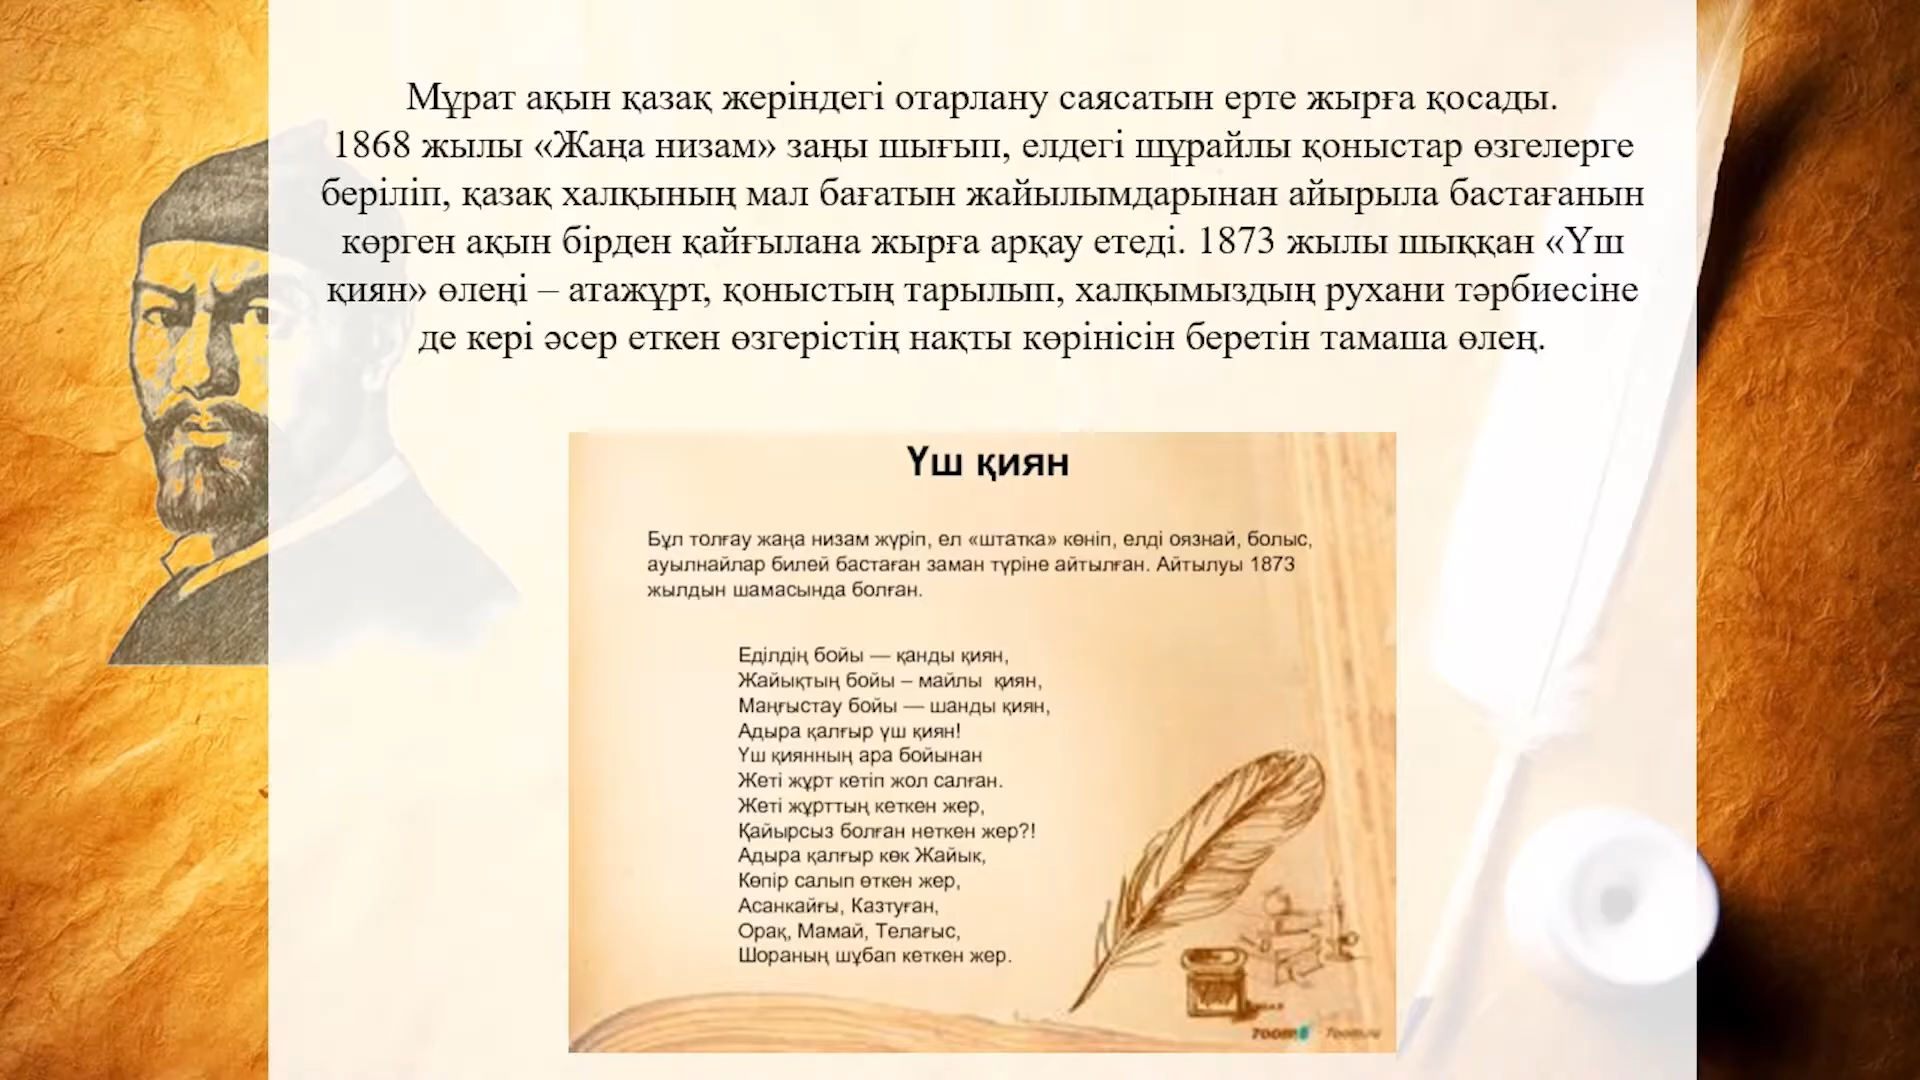 Мұрат ақын қазақ жеріндегі отарлану саясатын ерте жырға қосады.
1868 жылы «Жаңа низам» заңы шығып, елдегі шұрайлы қоныстар өзгелерге
беріліп, қазақ халқының мал бағатын жайылымдарынан айырыла бастағанын
көрген ақын бірден қайғылана жырға арқау етеді. 1873 жылы шыққан «Үш
қиян» өлеңі – атажұрт, қоныстың тарылып, халқымыздың рухани тәрбиесіне
де кері әсер еткен өзгерістің нақты көрінісін беретін тамаша өлең.
Үш қиян
Бұл толғау жаңа низам жүріп, ел «штатка» көніп, елді оязнай, болыс,
ауылнайлар билей бастаған заман түріне айтылған. Айтылуы 1873
жылдын шамасында болған.
Еділдің бойы — қанды қиян,
Жайықтың бойы – майлы қиян,
Маңғыстау бойы — шанды қиян,
Адыра қалғыр үш қиян!
Үш қиянның ара бойынан
Жеті жұрт кетіп жол салған.
Жеті жұрттың кеткен жер,
Қайырсыз болған неткен жер?!
Адыра қалғыр көк Жайык,
Көпір салып өткен жер,
Асанкайғы, Казтуған,
Орақ, Мамай, Телағыс,
Шораның шұбап кеткен жер.